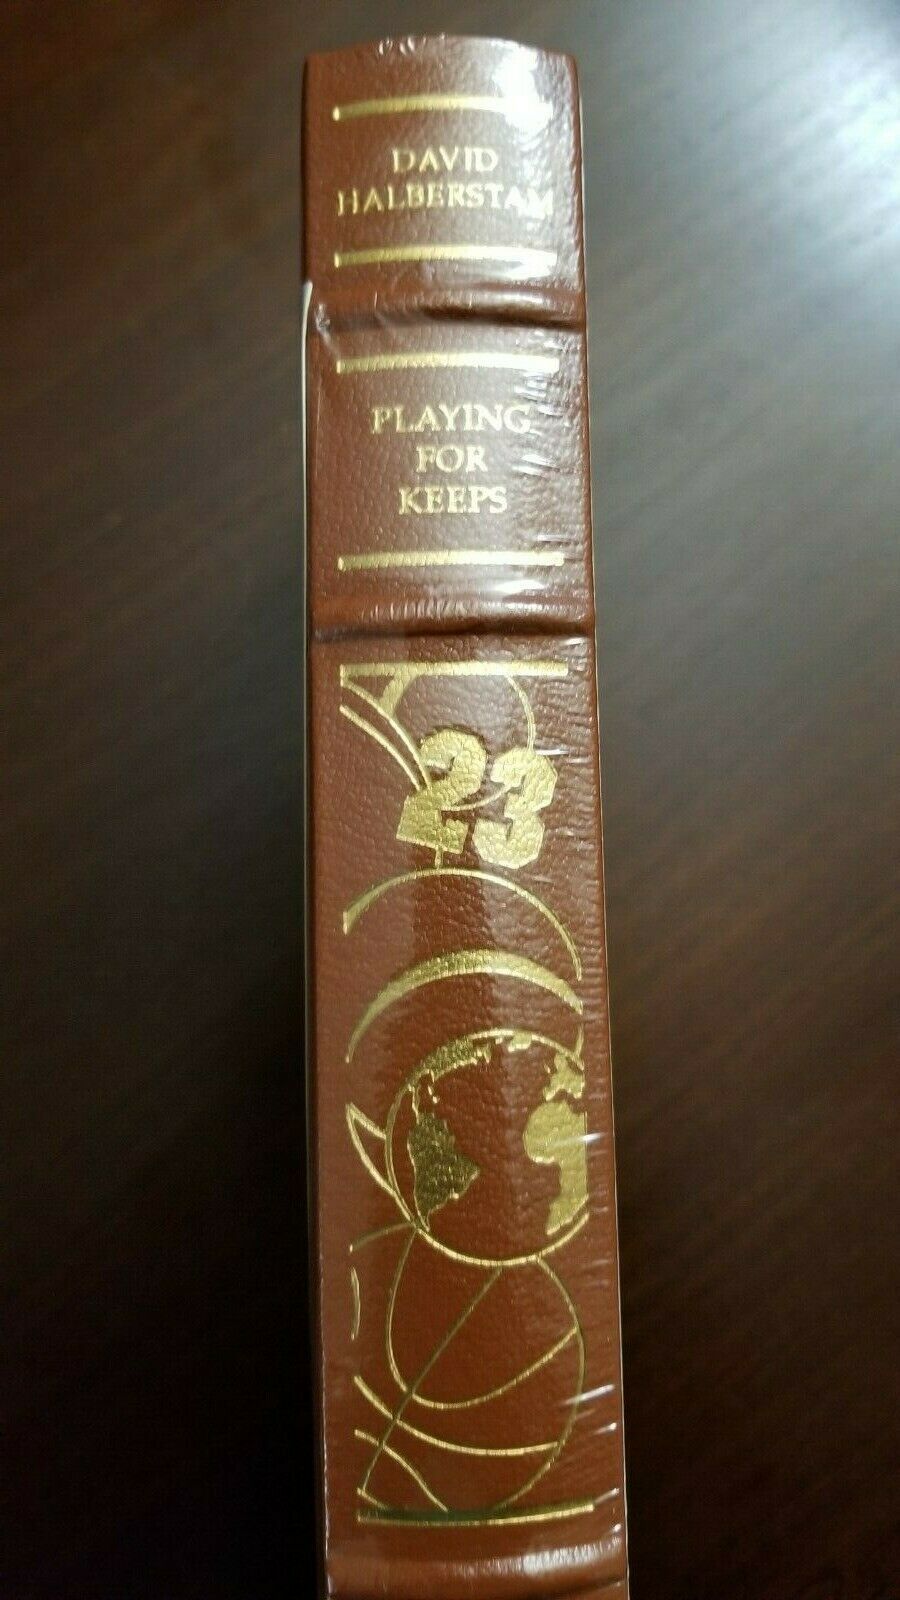 DAVID
HALBERSTAM
PLAYING
FOR
KEEPS
23